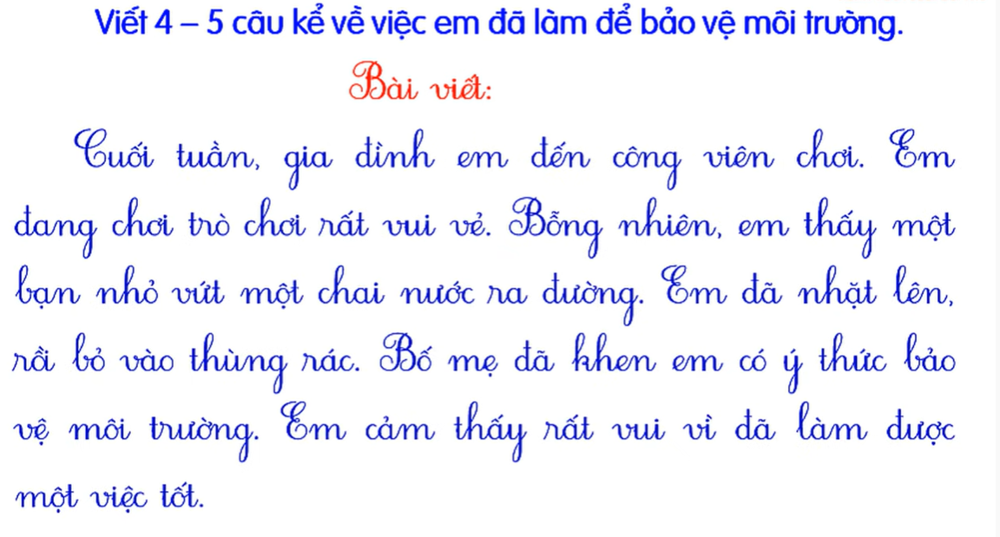 Viết 4 – 5 câu kể về việc em đã làm để bảo vệ môi trường.
Bài viết:
Cuối tuần, gia đình em đến công viên chơi. Em
đang chơi trò chơi rất vui vẻ. Bỗng nhiên, em thấy một
bạn nhỏ vứt một chai nước ra đường. Em đã nhặt lên,
rồi bỏ vào thùng rác. Bố mẹ đã khen em có ý thức bảo
vệ môi trường. Em cảm thấy rất vui vì đã làm được
một việc tốt.